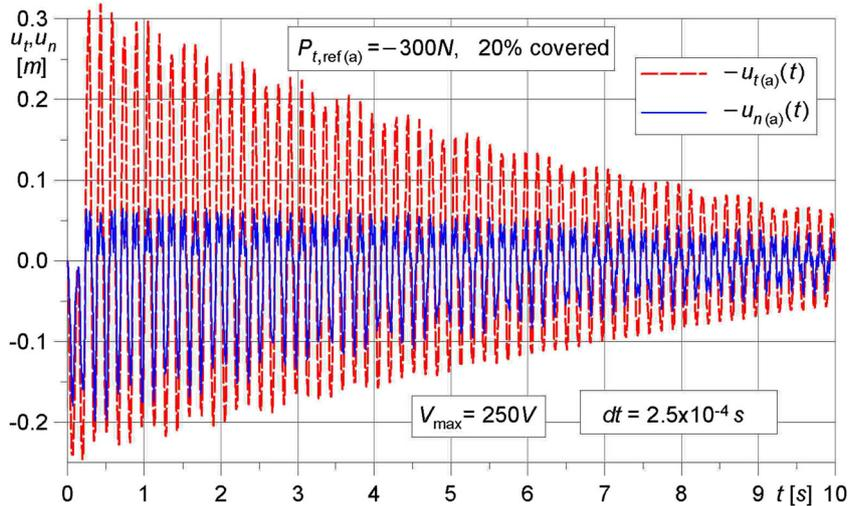 0.3
u_t,u_n
[m]
0.2
0.1
0.0
-0.1
-0.2
P_t,ref(a) =−300N, 20% covered
−u_t(a)(t)
−u_n(a)(t)
V_max= 250V
dt = 2.5x10^-4 s
0 1 2 3 4 5 6 7 8 9 t [s] 10